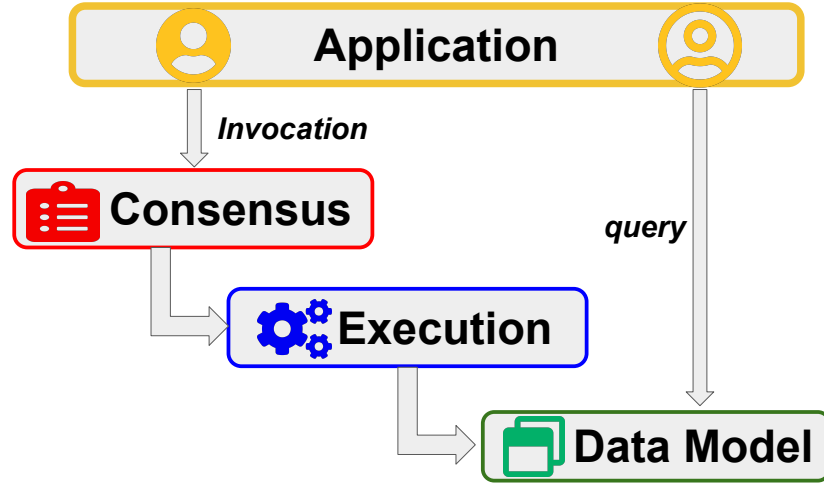 Application
Invocation
Consensus
query
Execution
Data Model